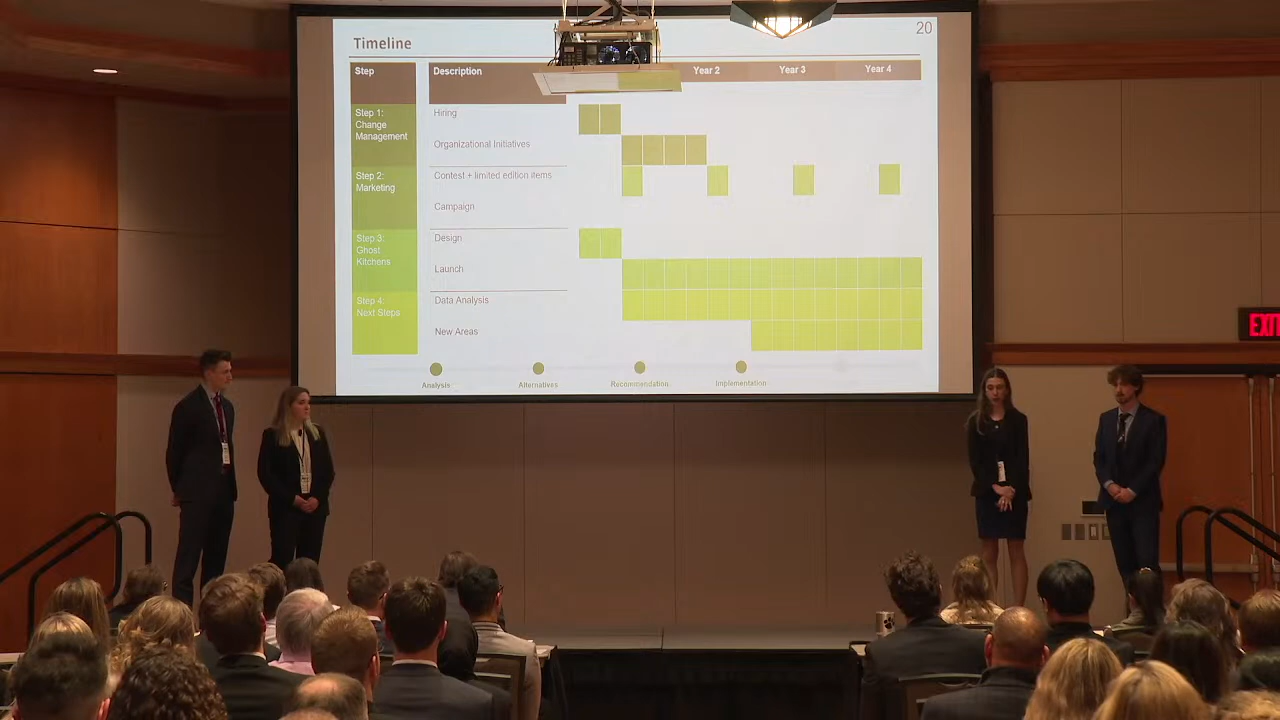 20
Timeline
Step
Description
Year 2
Year 3
Year 4
Step 1:
Change
Management
Hiring
Organizational Initiatives
Step 2:
Marketing
Contest + limited edition items
Campaign
Step 3:
Ghost
Kitchens
Design
Launch
Step 4:
Next Steps
Data Analysis
New Areas
Analysis
Alternatives
Recommendation
Implementation
EXIT